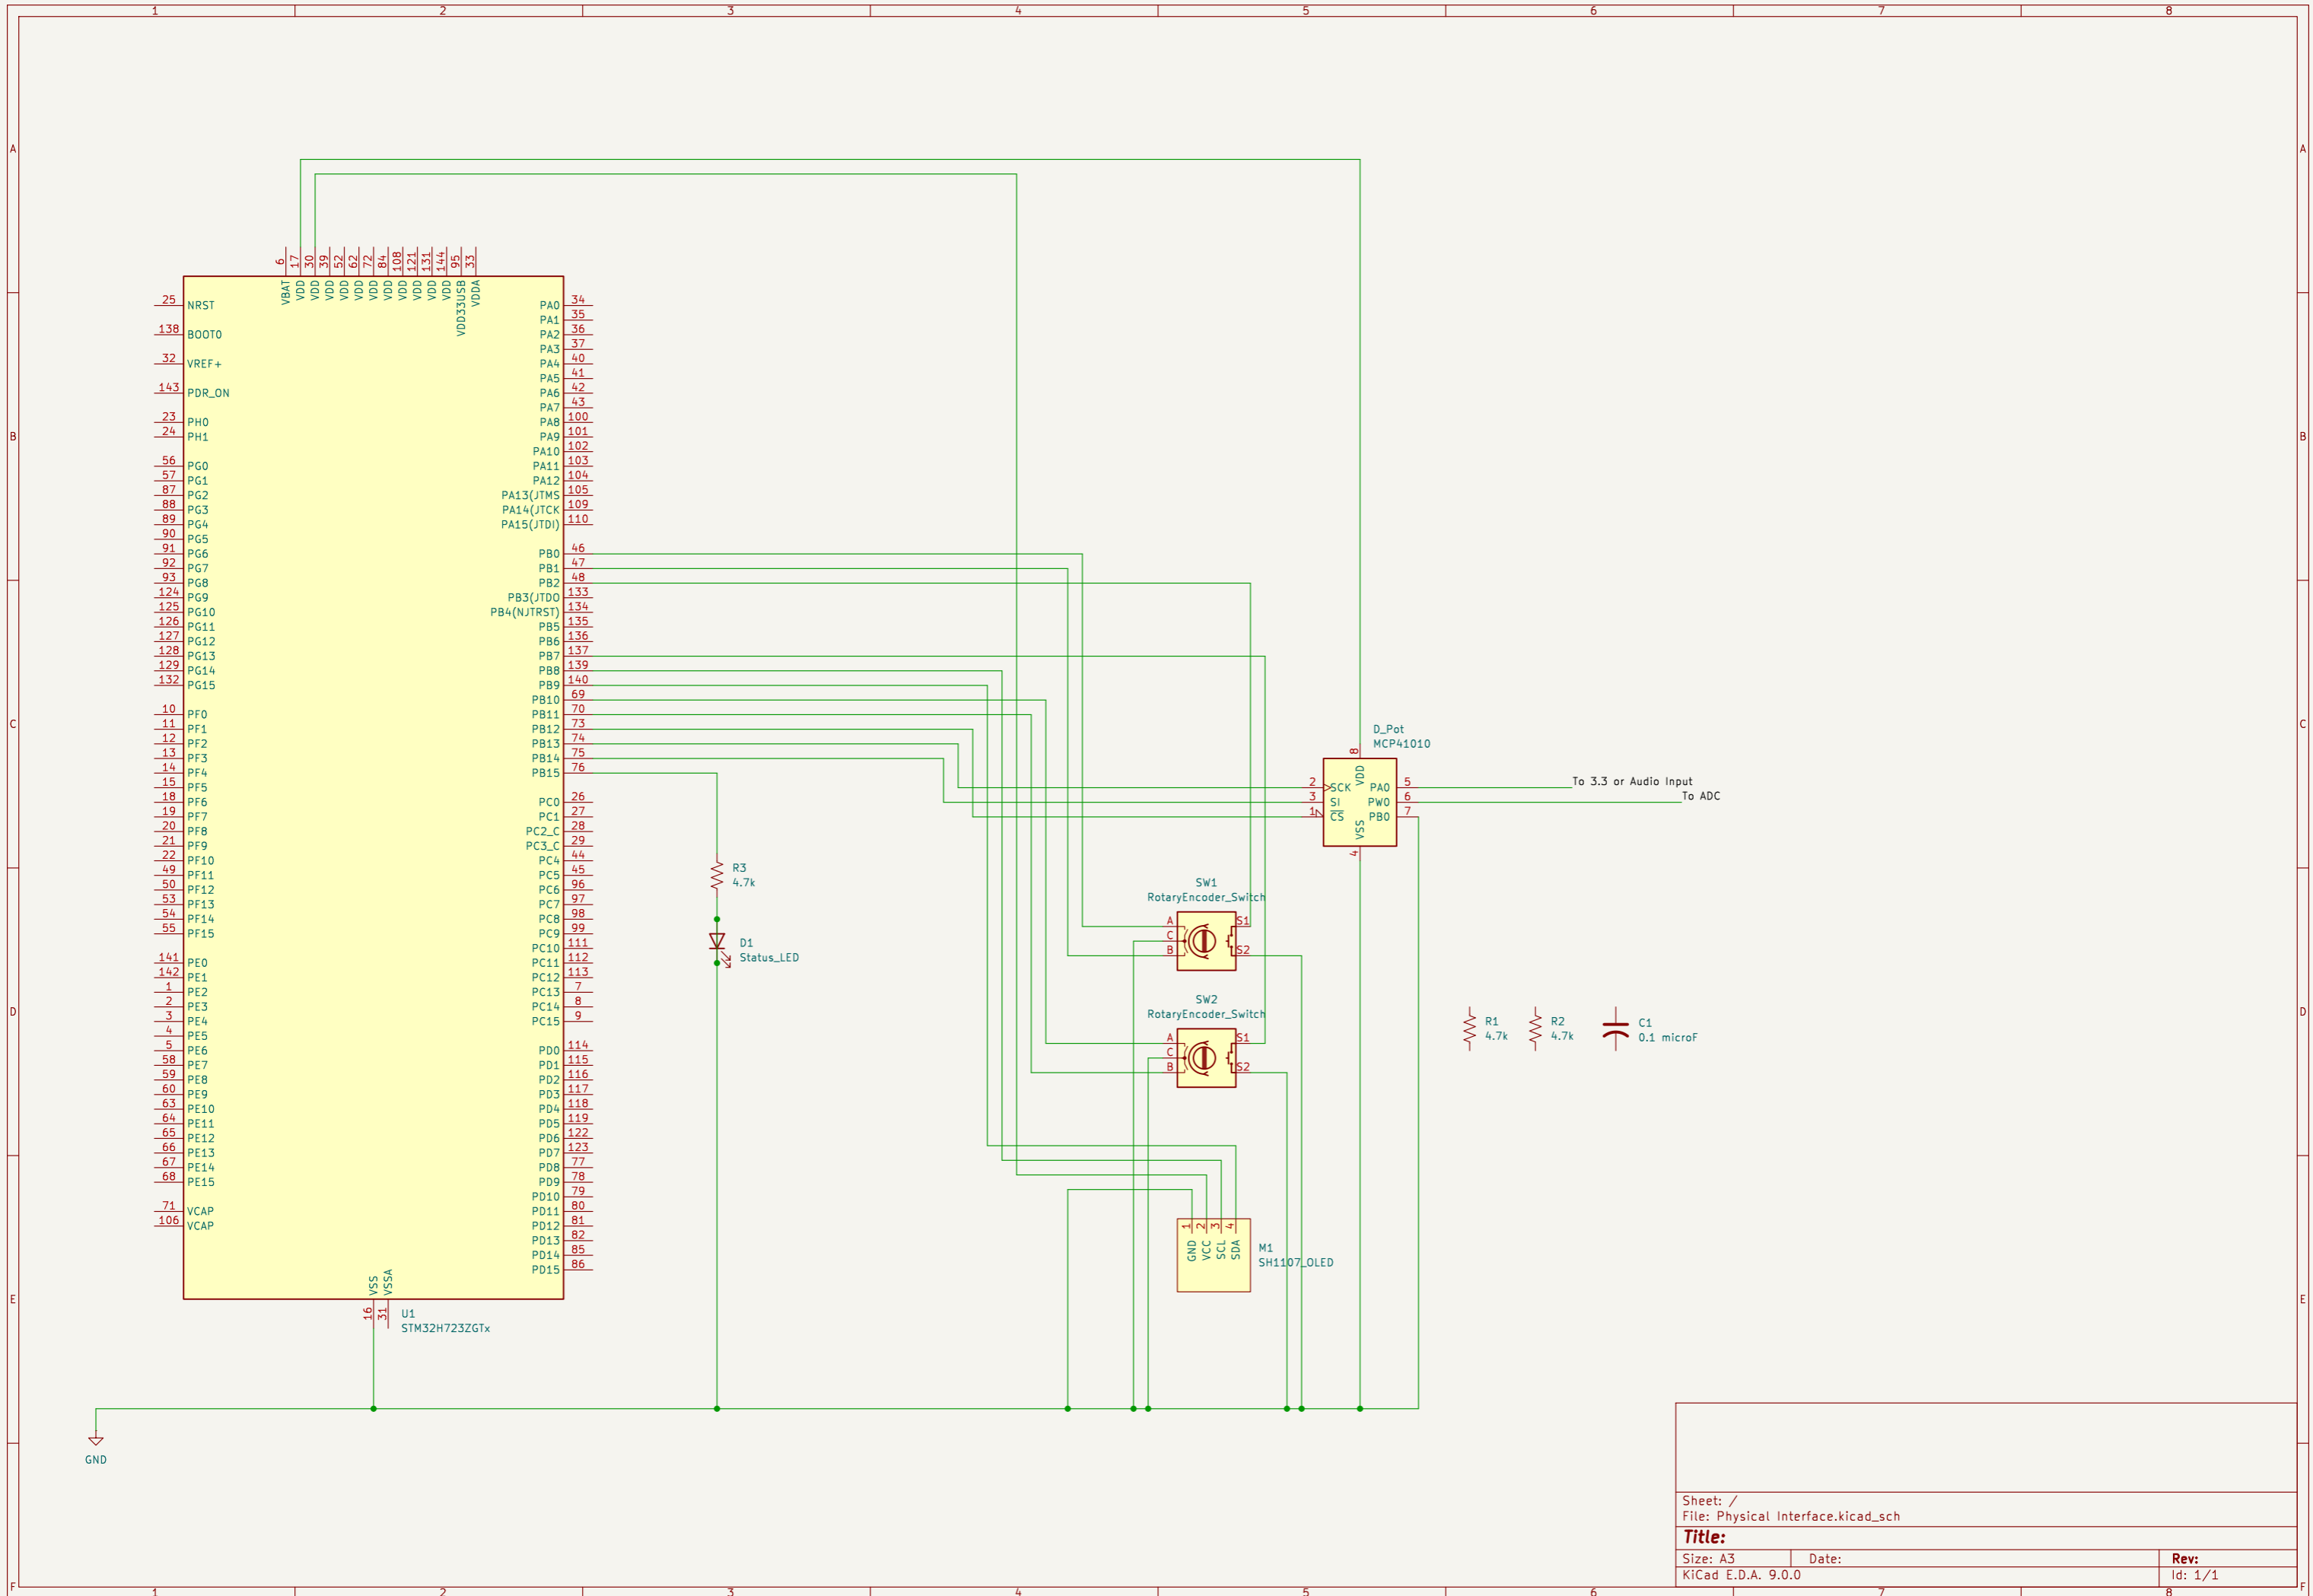 1 2 3 4 5 6 7 8
A A
B B
C C
D D
E E
F F
6 17 30 39 52 62 72 84 108 121 131 144 95 33
VBAT VDD VDD VDD VDD VDD VDD VDD VDD VDD VDD VDD VDD33USB VDDA
25 NRST
138 BOOT0
32 VREF+
143 PDR_ON
23 PH0
24 PH1
56 PG0
57 PG1
87 PG2
88 PG3
89 PG4
90 PG5
91 PG6
92 PG7
93 PG8
124 PG9
125 PG10
126 PG11
127 PG12
128 PG13
129 PG14
132 PG15
10 PF0
11 PF1
12 PF2
13 PF3
14 PF4
15 PF5
18 PF6
19 PF7
20 PF8
21 PF9
22 PF10
49 PF11
50 PF12
53 PF13
54 PF14
55 PF15
141 PE0
142 PE1
1 PE2
2 PE3
3 PE4
4 PE5
5 PE6
58 PE7
59 PE8
60 PE9
63 PE10
64 PE11
65 PE12
66 PE13
67 PE14
68 PE15
71 VCAP
106 VCAP
PA0 34
PA1 35
PA2 36
PA3 37
PA4 40
PA5 41
PA6 42
PA7 43
PA8 100
PA9 101
PA10 102
PA11 103
PA12 104
PA13(JTMS 105
PA14(JTCK 109
PA15(JTDI) 110
PB0 46
PB1 47
PB2 48
PB3(JTDO 133
PB4(NJTRST) 134
PB5 135
PB6 136
PB7 137
PB8 139
PB9 140
PB10 69
PB11 70
PB12 73
PB13 74
PB14 75
PB15 76
PC0 26
PC1 27
PC2_C 28
PC3_C 29
PC4 44
PC5 45
PC6 96
PC7 97
PC8 98
PC9 99
PC10 111
PC11 112
PC12 113
PC13 7
PC14 8
PC15 9
PD0 114
PD1 115
PD2 116
PD3 117
PD4 118
PD5 119
PD6 122
PD7 123
PD8 77
PD9 78
PD10 79
PD11 80
PD12 81
PD13 82
PD14 85
PD15 86
VSS VSSA
16 31
U1
STM32H723ZGTx
GND
R3
4.7k
D1
Status_LED
D_Pot
MCP41010
8
VDD
2 SCK PA0 5
3 SI PW0 6
1 CS PB0 7
VSS
4
To 3.3 or Audio Input
To ADC
SW1
RotaryEncoder_Switch
A S1
C
B S2
SW2
RotaryEncoder_Switch
A S1
C
B S2
1 2 3 4
GND VCC SCL SDA
M1
SH1107_OLED
R1
4.7k
R2
4.7k
C1
0.1 microF
Sheet: /
File: Physical Interface.kicad_sch
Title:
Size: A3 Date: Rev:
KiCad E.D.A. 9.0.0 Id: 1/1
1 2 3 4 5 6 7 8